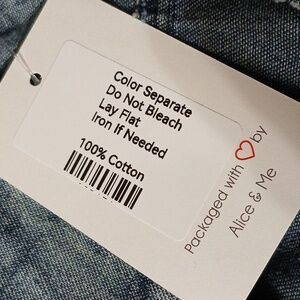 Color Separate
Do Not Bleach
Lay Flat
Iron If Needed
100% Cotton
Packaged with ♡ by
Alice & Me